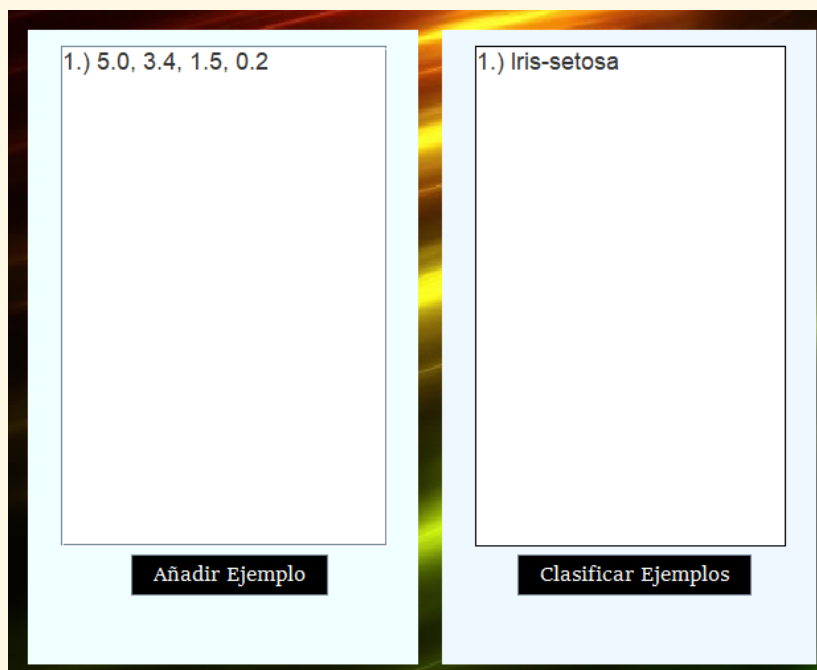 1.) 5.0, 3.4, 1.5, 0.2
Añadir Ejemplo
1.) Iris-setosa
Clasificar Ejemplos